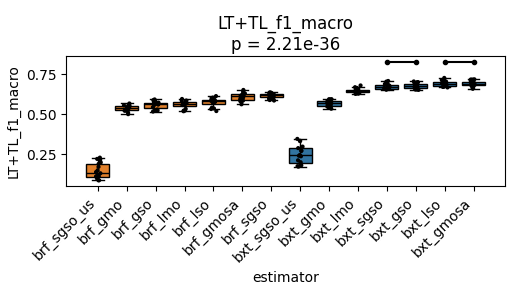 LT+TL_f1_macro
p = 2.21e-36
LT+TL_f1_macro
0.75
0.50
0.25
brf_sgso_us
brf_gmo
brf_gso
brf_lmo
brf_lso
brf_gmosa
brf_sgso
bxt_sgso_us
bxt_gmo
bxt_lmo
bxt_sgso
bxt_gso
bxt_lso
bxt_gmosa
estimator